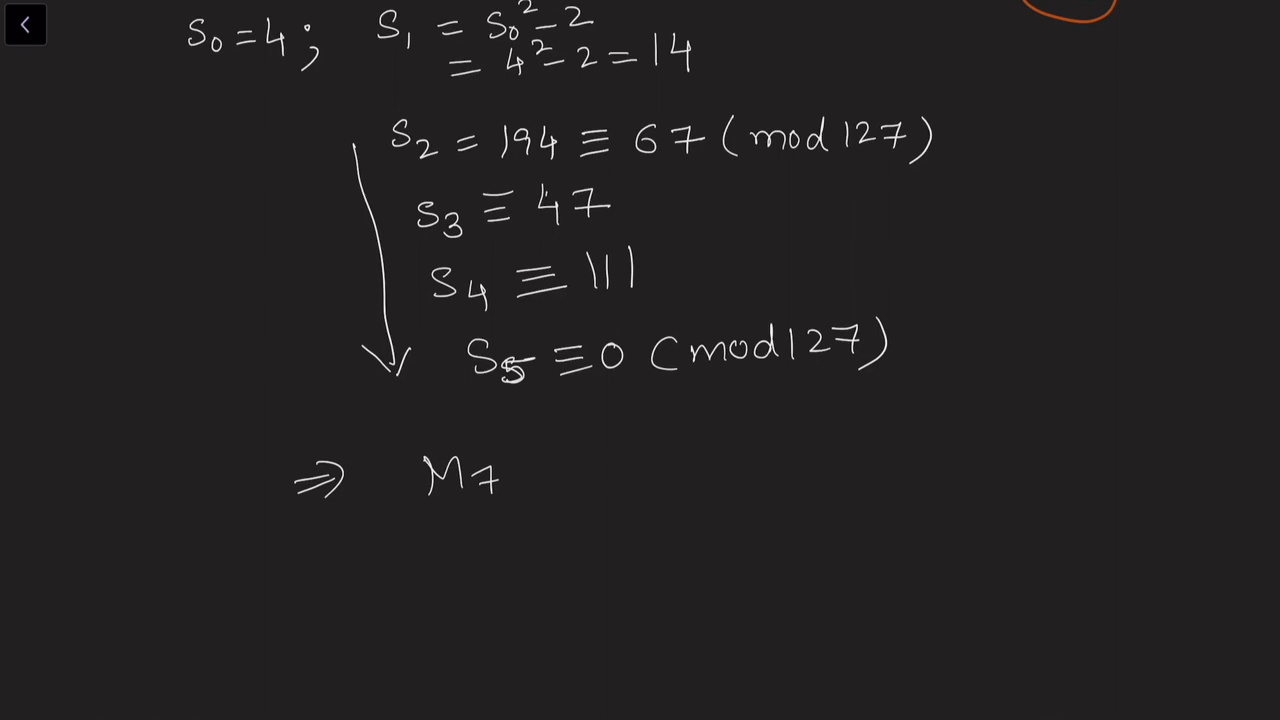 S₀ = 4 ; S₁ = S₀² - 2
= 4² - 2 = 14
S₂ = 194 ≡ 67 (mod 127)
S₃ ≡ 47
S₄ ≡ 111
S₅ ≡ 0 (mod 127)
⇒ M7